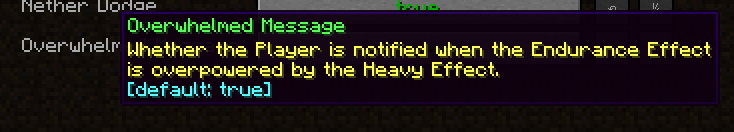 Nether Dodge
true
Overwhelmed Message
Overwhelm
Whether the Player is notified when the Endurance Effect
is overpowered by the Heavy Effect.
[default: true]